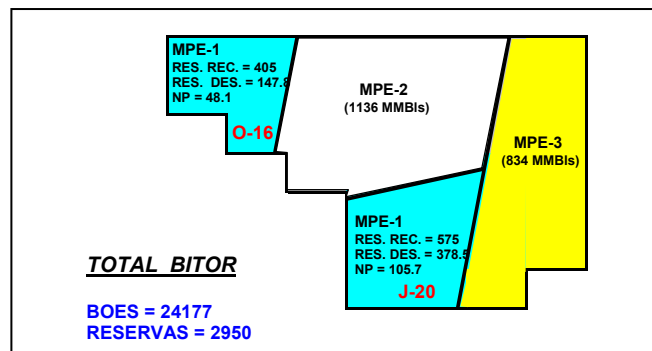 MPE-1
RES. REC. = 405
RES. DES. = 147.8
NP = 48.1
O-16
MPE-2
(1136 MMBls)
MPE-3
(834 MMBls)
MPE-1
RES. REC. = 575
RES. DES. = 378.5
NP = 105.7
J-20
TOTAL BITOR
BOES = 24177
RESERVAS = 2950